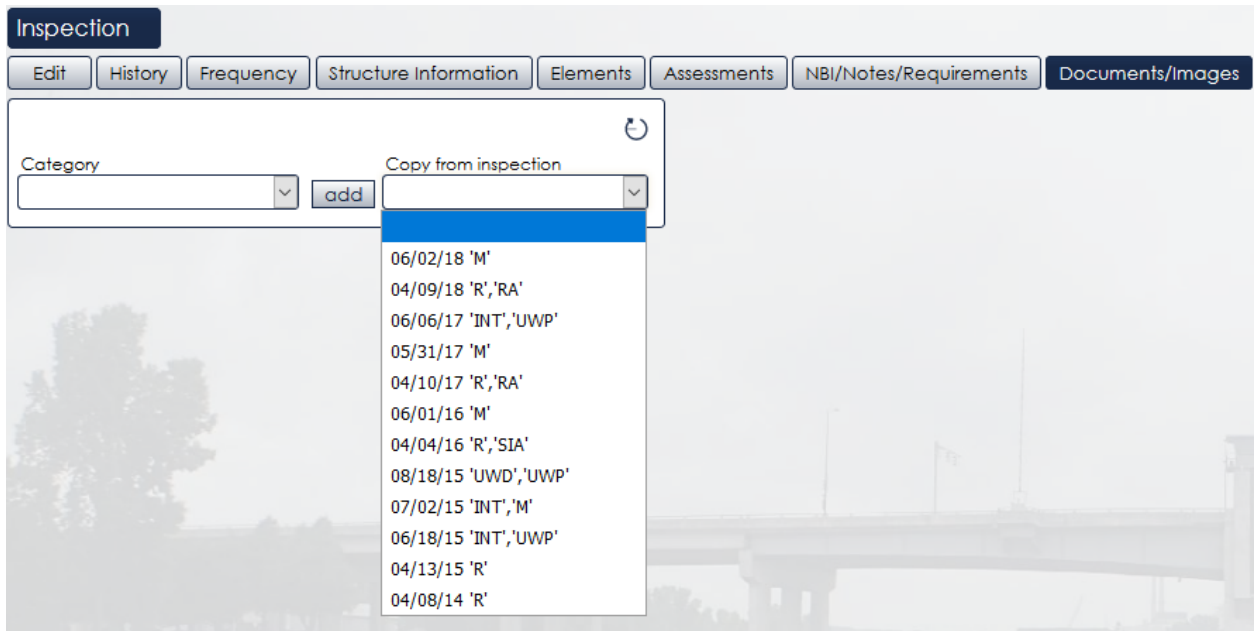 Inspection
Edit History Frequency Structure Information Elements Assessments NBI/Notes/Requirements Documents/Images
Category Copy from inspection
add
06/02/18 'M'
04/09/18 'R','RA'
06/06/17 'INT','UWP'
05/31/17 'M'
04/10/17 'R','RA'
06/01/16 'M'
04/04/16 'R','SIA'
08/18/15 'UWD','UWP'
07/02/15 'INT','M'
06/18/15 'INT','UWP'
04/13/15 'R'
04/08/14 'R'